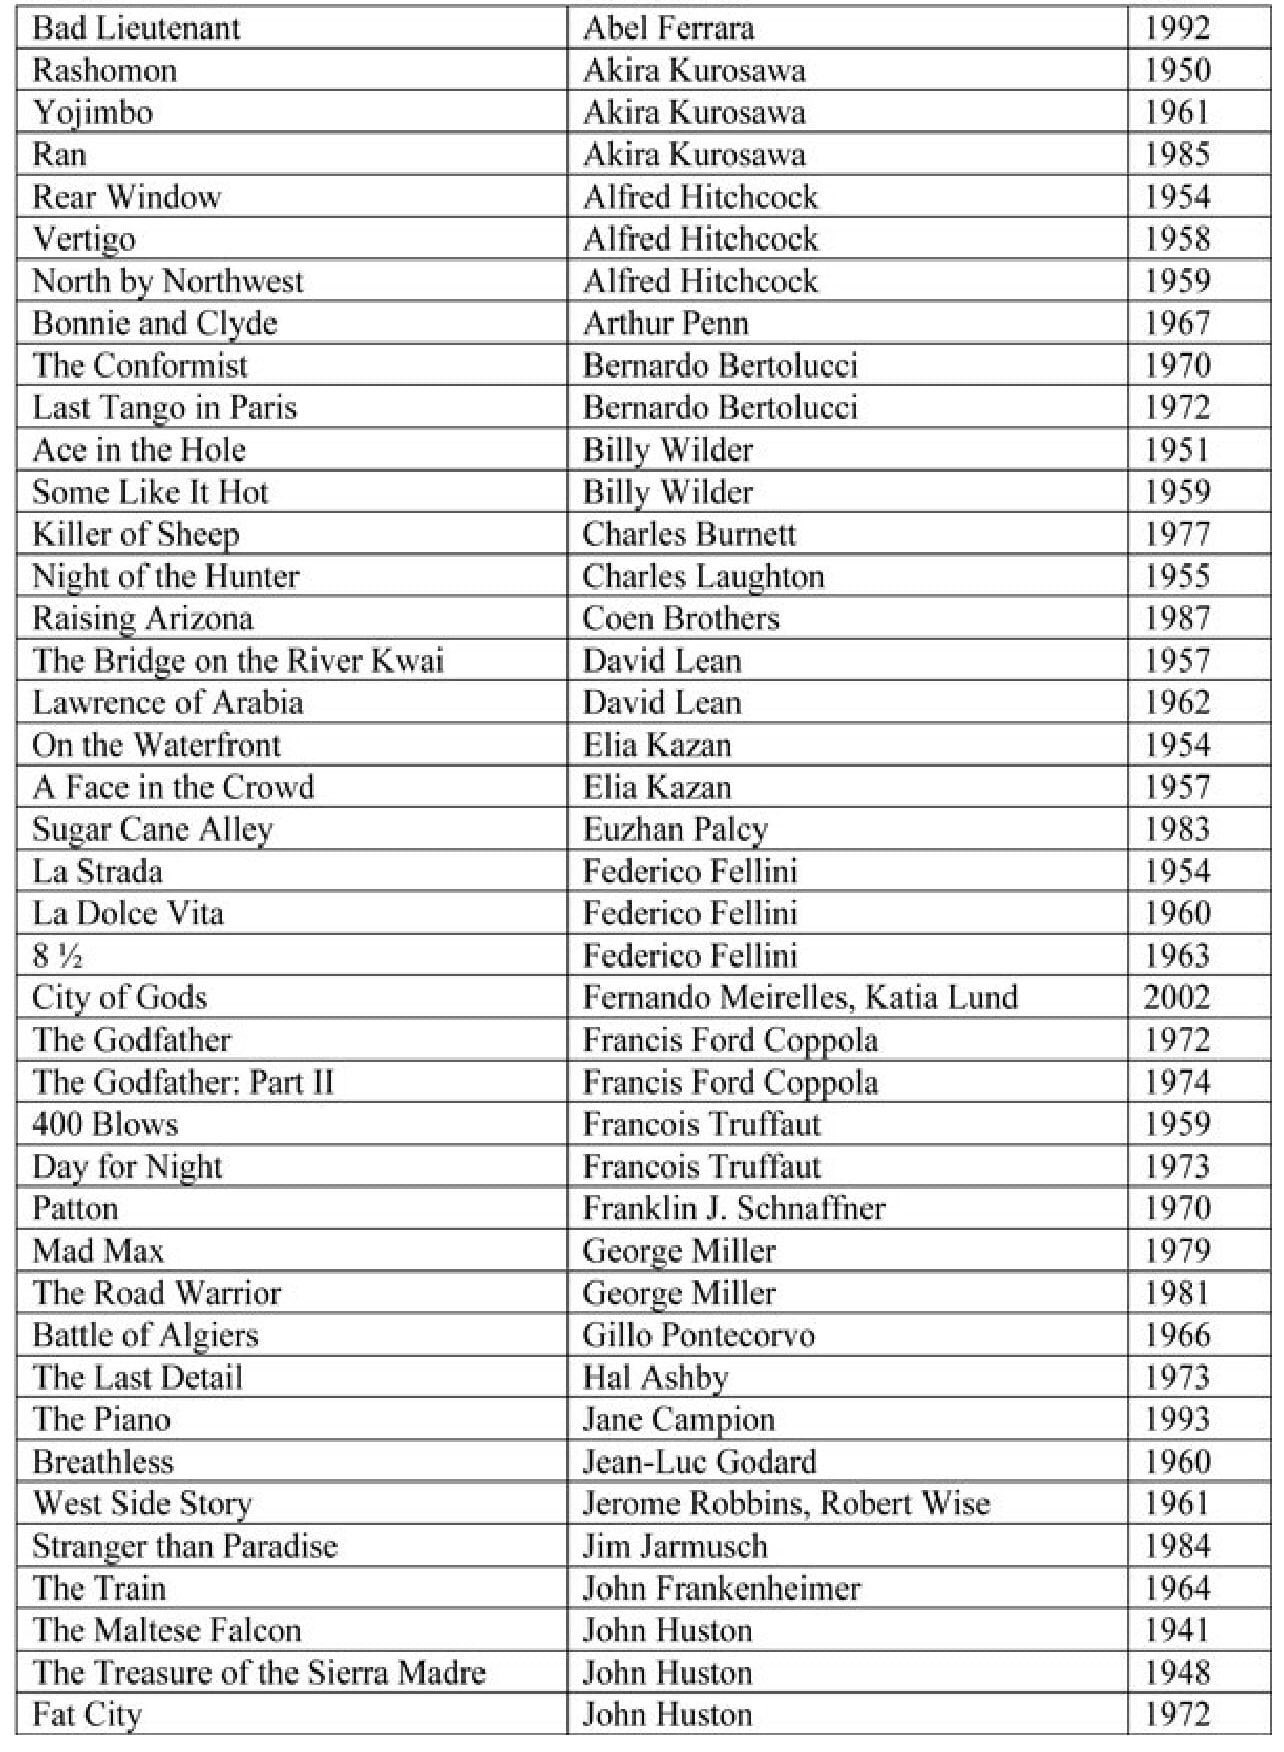 Bad Lieutenant Abel Ferrara 1992
Rashomon Akira Kurosawa 1950
Yojimbo Akira Kurosawa 1961
Ran Akira Kurosawa 1985
Rear Window Alfred Hitchcock 1954
Vertigo Alfred Hitchcock 1958
North by Northwest Alfred Hitchcock 1959
Bonnie and Clyde Arthur Penn 1967
The Conformist Bernardo Bertolucci 1970
Last Tango in Paris Bernardo Bertolucci 1972
Ace in the Hole Billy Wilder 1951
Some Like It Hot Billy Wilder 1959
Killer of Sheep Charles Burnett 1977
Night of the Hunter Charles Laughton 1955
Raising Arizona Coen Brothers 1987
The Bridge on the River Kwai David Lean 1957
Lawrence of Arabia David Lean 1962
On the Waterfront Elia Kazan 1954
A Face in the Crowd Elia Kazan 1957
Sugar Cane Alley Euzhan Palcy 1983
La Strada Federico Fellini 1954
La Dolce Vita Federico Fellini 1960
8 ½ Federico Fellini 1963
City of Gods Fernando Meirelles, Katia Lund 2002
The Godfather Francis Ford Coppola 1972
The Godfather: Part II Francis Ford Coppola 1974
400 Blows Francois Truffaut 1959
Day for Night Francois Truffaut 1973
Patton Franklin J. Schnaffner 1970
Mad Max George Miller 1979
The Road Warrior George Miller 1981
Battle of Algiers Gillo Pontecorvo 1966
The Last Detail Hal Ashby 1973
The Piano Jane Campion 1993
Breathless Jean-Luc Godard 1960
West Side Story Jerome Robbins, Robert Wise 1961
Stranger than Paradise Jim Jarmusch 1984
The Train John Frankenheimer 1964
The Maltese Falcon John Huston 1941
The Treasure of the Sierra Madre John Huston 1948
Fat City John Huston 1972